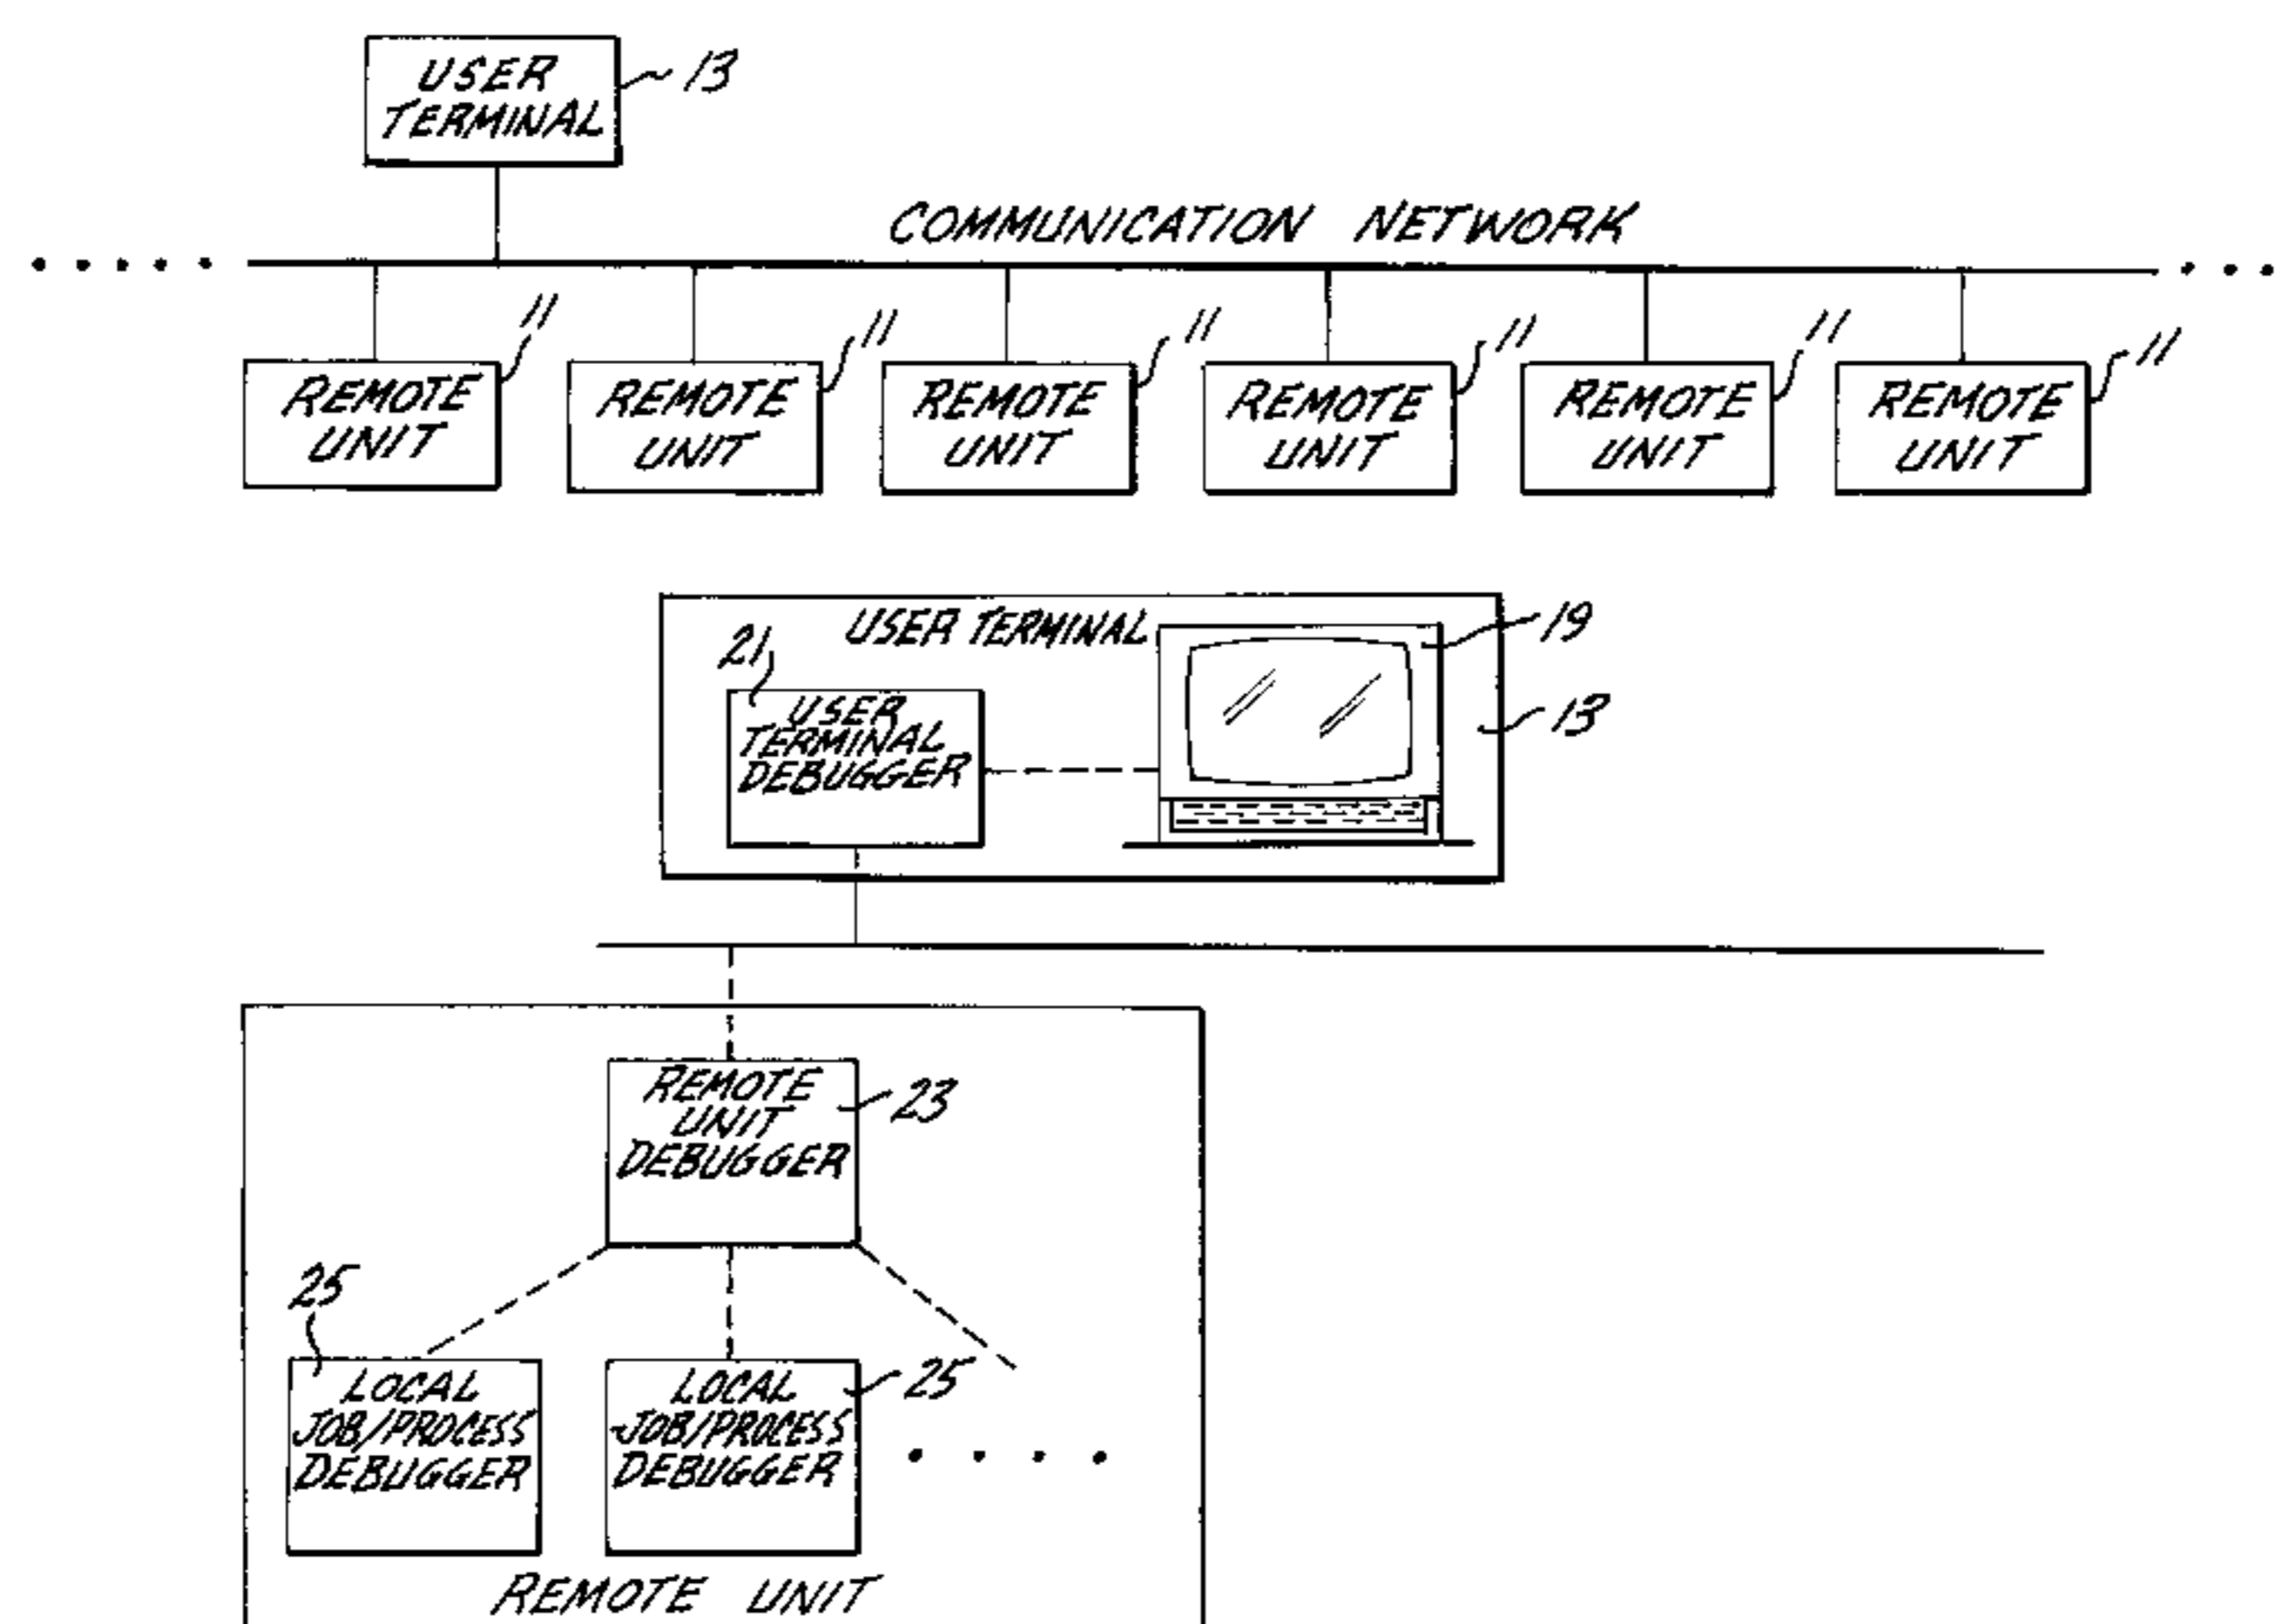 USER
TERMINAL
13
COMMUNICATION NETWORK
11
11
11
11
11
11
REMOTE
UNIT
REMOTE
UNIT
REMOTE
UNIT
REMOTE
UNIT
REMOTE
UNIT
REMOTE
UNIT
USER TERMINAL
19
21
13
USER
TERMINAL
DEBUGGER
REMOTE
UNIT
DEBUGGER
23
25
LOCAL
JOB/PROCESS
DEBUGGER
LOCAL
JOB/PROCESS
DEBUGGER
25
REMOTE UNIT